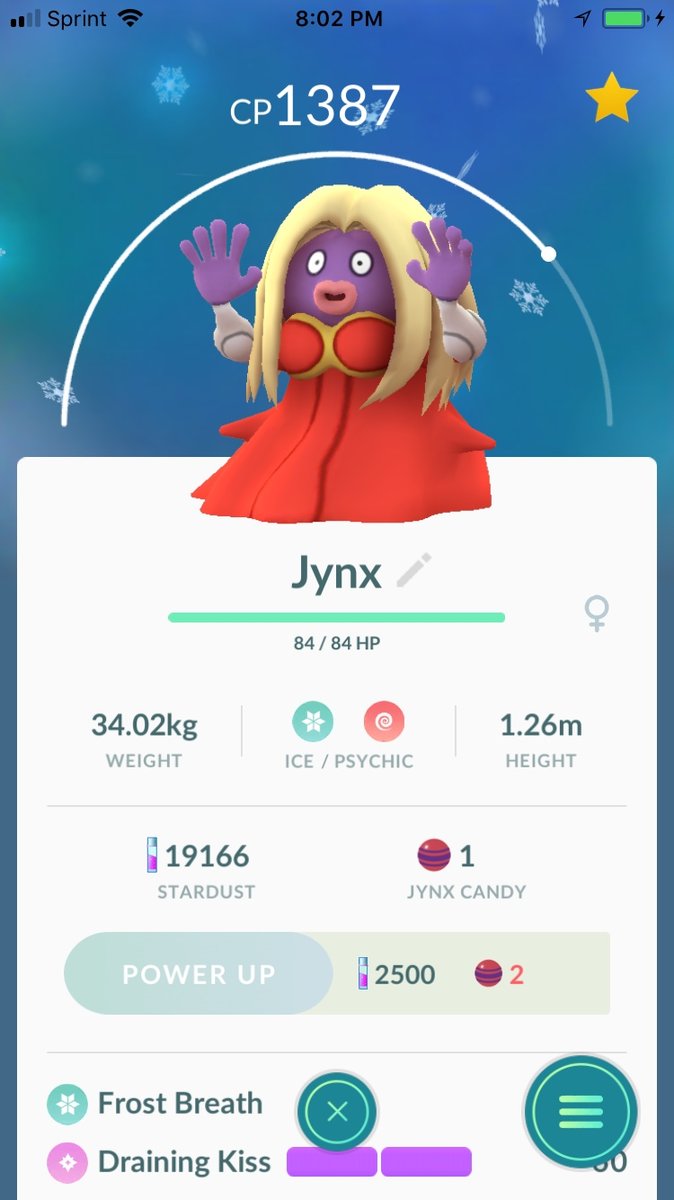 Sprint 8:02 PM
CP1387
Jynx
84 / 84 HP
34.02kg 1.26m
WEIGHT ICE / PSYCHIC HEIGHT
19166 1
STARDUST JYNX CANDY
POWER UP 2500 2
Frost Breath
Draining Kiss